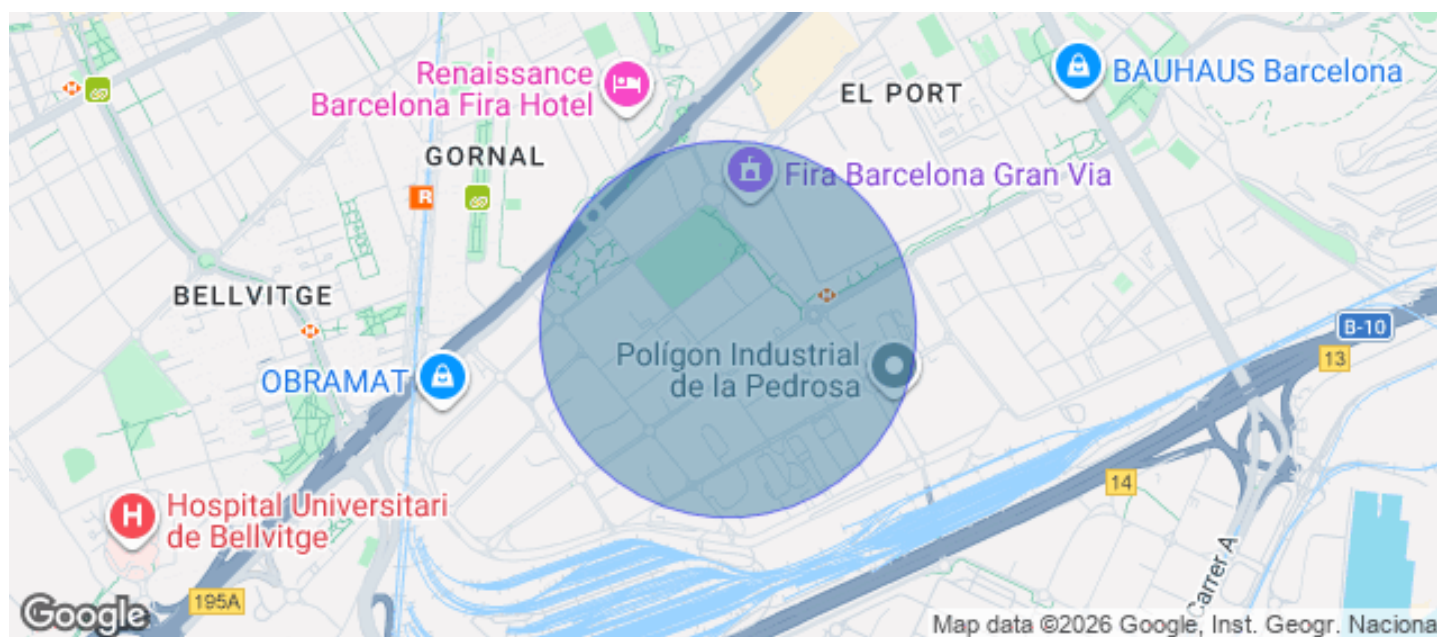 Renaissance
Barcelona Fira Hotel
EL PORT
BAUHAUS Barcelona
GORNAL
Fira Barcelona Gran Via
R
BELLVITGE
B-10
13
OBRAMAT
Polígon Industrial
de la Pedrosa
14
H
Hospital Universitari
de Bellvitge
Carrer A
195A
Google
Map data ©2026 Google, Inst. Geogr. Naciona